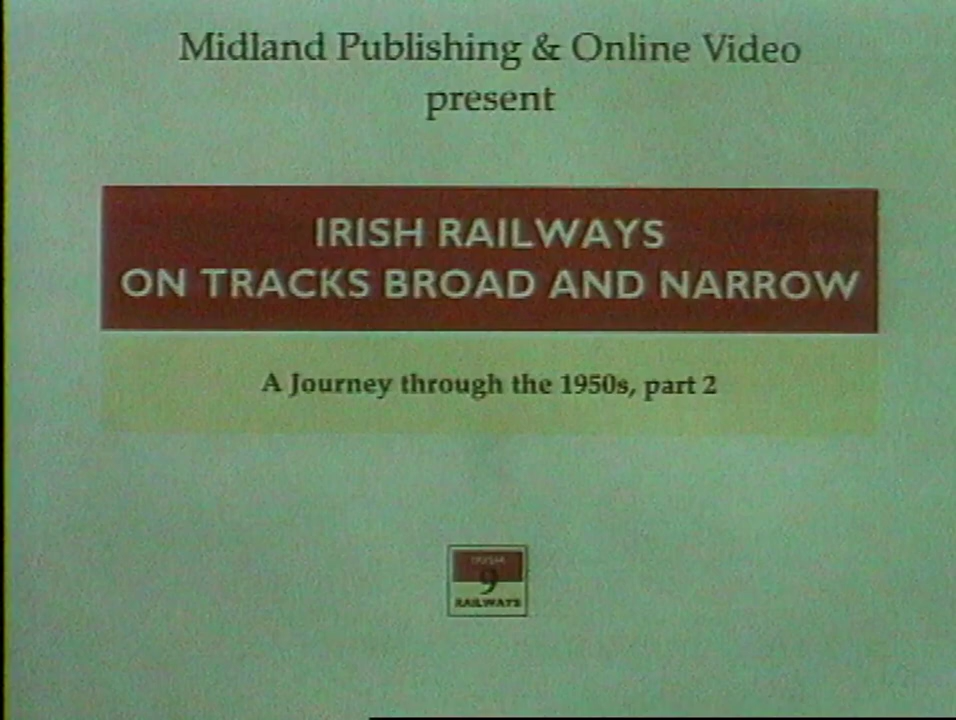 Midland Publishing & Online Video
present
IRISH RAILWAYS
ON TRACKS BROAD AND NARROW
A Journey through the 1950s, part 2
IRISH
9
RAILWAYS